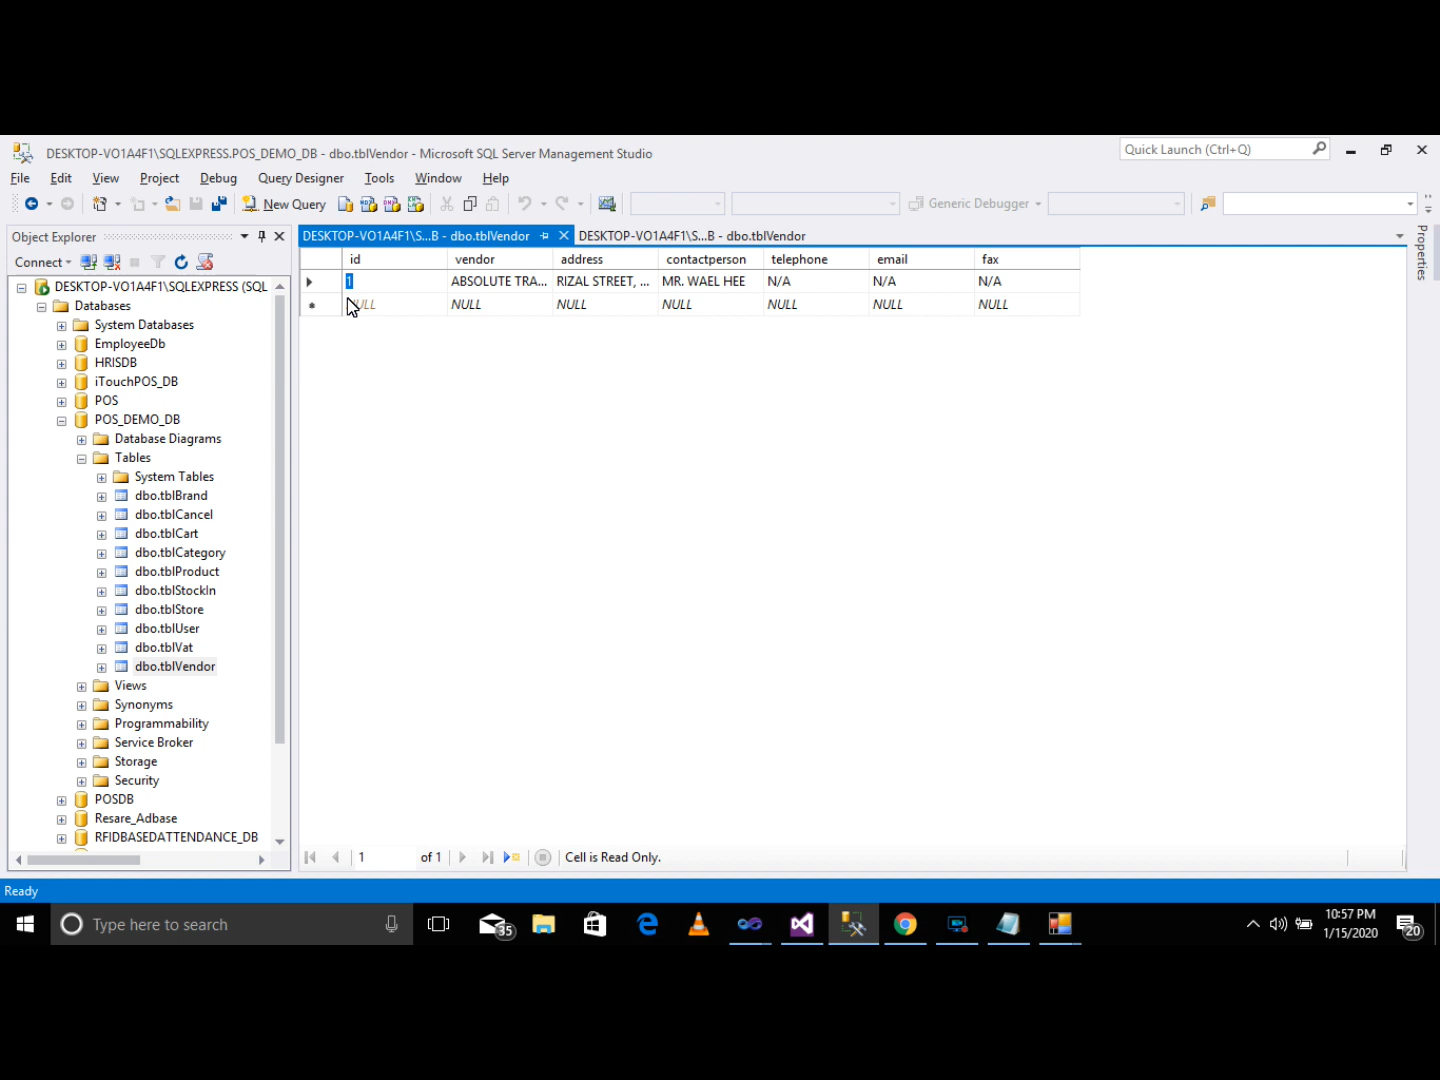 DESKTOP-VO1A4F1\SQLEXPRESS.POS_DEMO_DB - dbo.tblVendor - Microsoft SQL Server Management Studio
Quick Launch (Ctrl+Q)
File Edit View Project Debug Query Designer Tools Window Help
New Query
Generic Debugger
Object Explorer
DESKTOP-VO1A4F1\S...B - dbo.tblVendor
DESKTOP-VO1A4F1\S...B - dbo.tblVendor
Properties
Connect
DESKTOP-VO1A4F1\SQLEXPRESS (SQL
Databases
System Databases
EmployeeDb
HRISDB
iTouchPOS_DB
POS
POS_DEMO_DB
Database Diagrams
Tables
System Tables
dbo.tblBrand
dbo.tblCancel
dbo.tblCart
dbo.tblCategory
dbo.tblProduct
dbo.tblStockIn
dbo.tblStore
dbo.tblUser
dbo.tblVat
dbo.tblVendor
Views
Synonyms
Programmability
Service Broker
Storage
Security
POSDB
Resare_Adbase
RFIDBASEDATTENDANCE_DB
id vendor address contactperson telephone email fax
1 ABSOLUTE TRA... RIZAL STREET, ... MR. WAEL HEE N/A N/A N/A
NULL NULL NULL NULL NULL NULL NULL
1 of 1 Cell is Read Only.
Ready
Type here to search
35
10:57 PM
1/15/2020
20